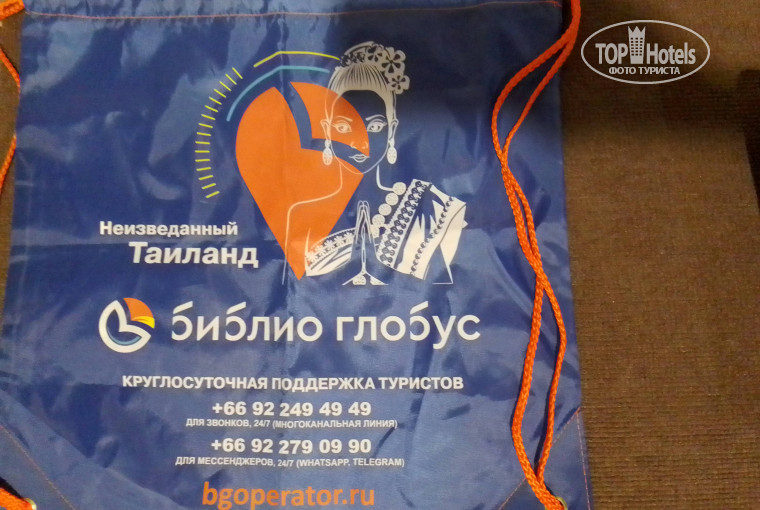 TOP Hotels
ФОТО ТУРИСТА
Неизведанный
Таиланд
библио глобус
КРУГЛОСУТОЧНАЯ ПОДДЕРЖКА ТУРИСТОВ
+66 92 249 49 49
ДЛЯ ЗВОНКОВ, 24/7 (МНОГОКАНАЛЬНАЯ ЛИНИЯ)
+66 92 279 09 90
ДЛЯ МЕССЕНДЖЕРОВ, 24/7 (WHATSAPP, TELEGRAM)
bgoperator.ru